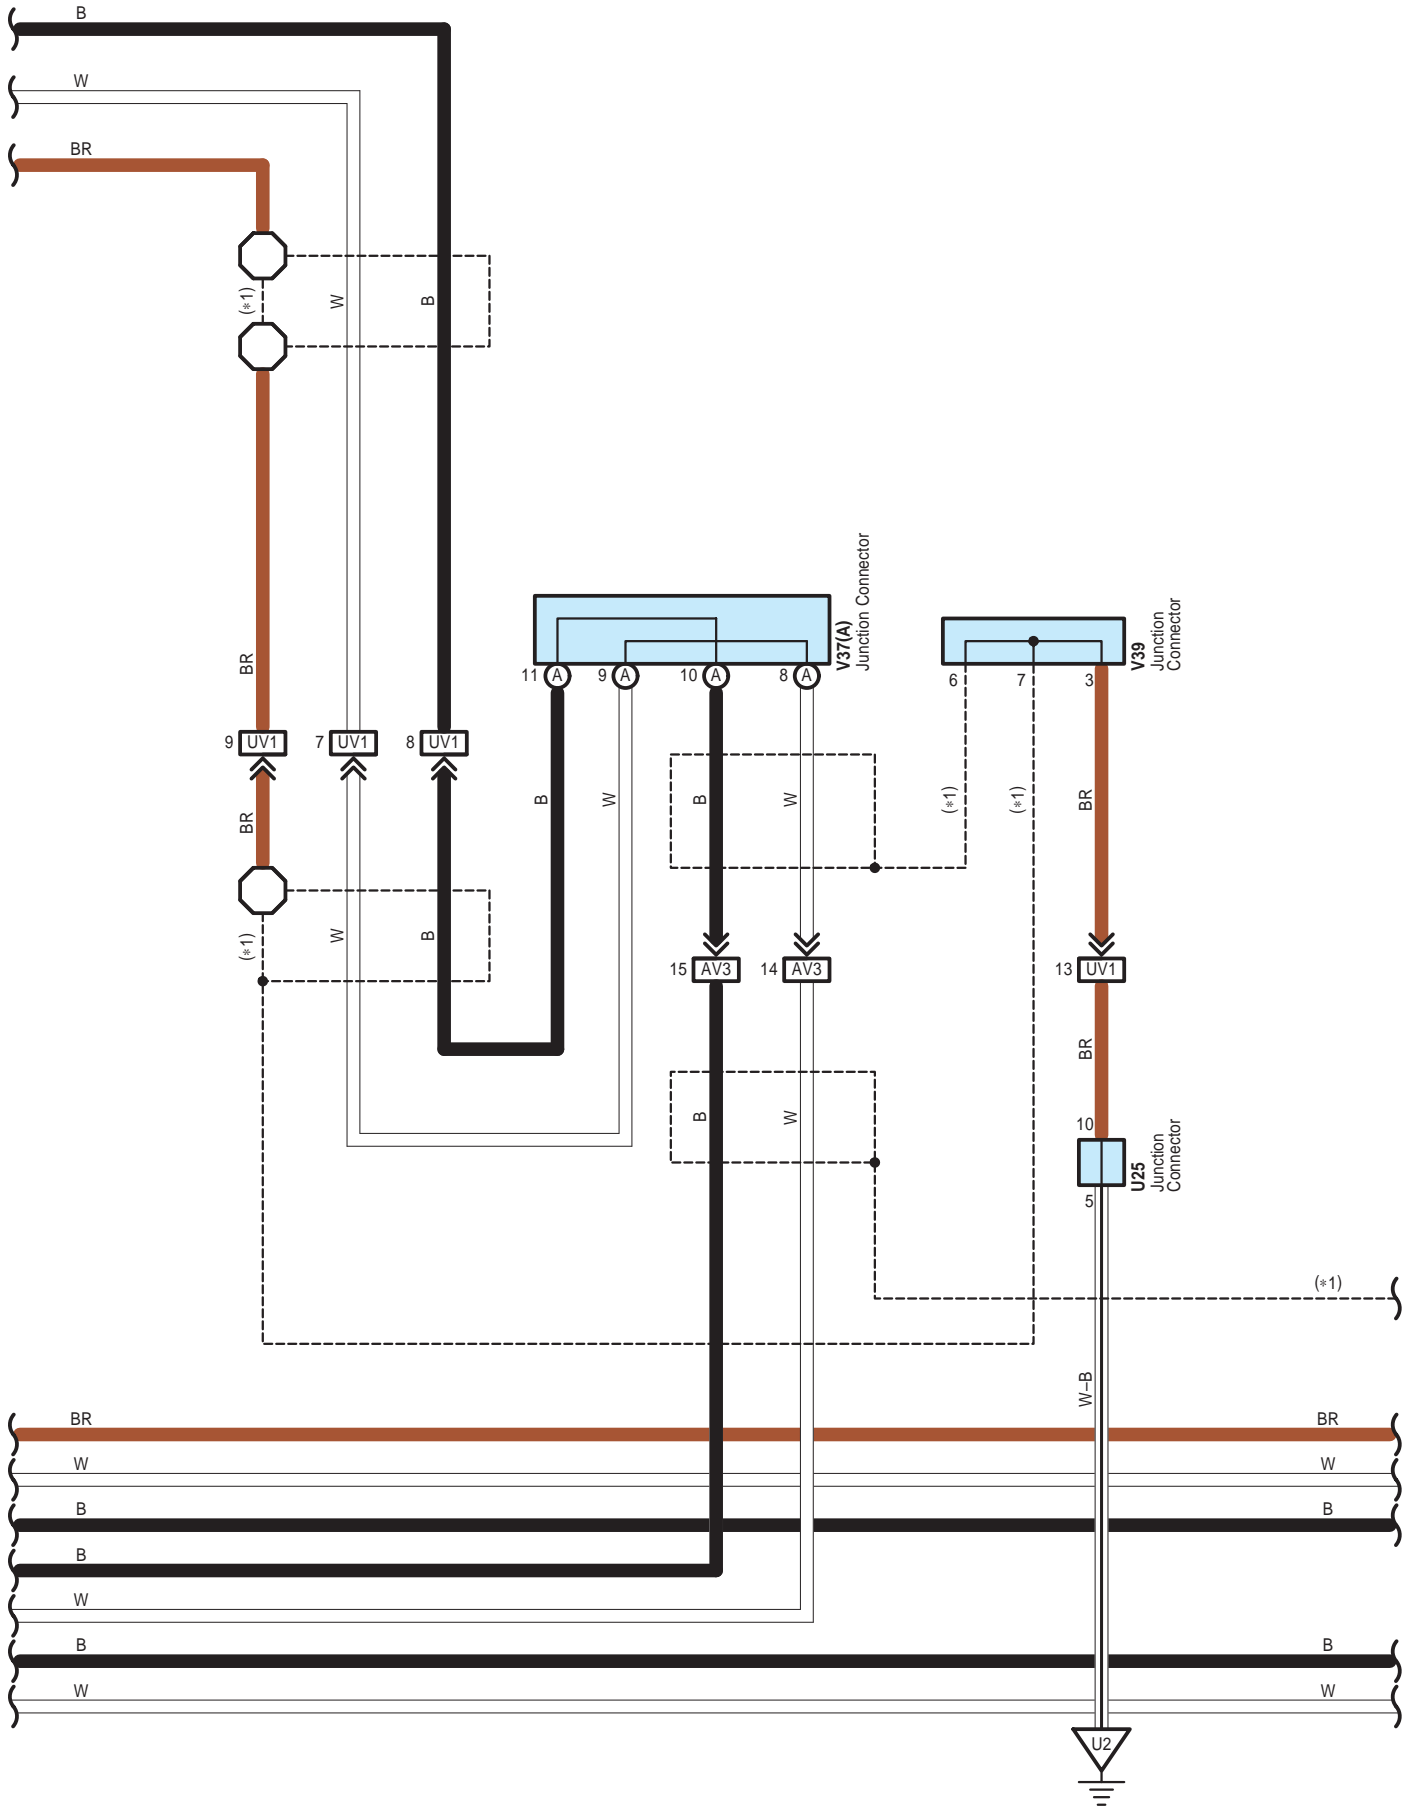 B
W
BR
(*1)
W
B
V37(A)
Junction Connector
V39
Junction
Connector
11 A
9 A
10 A
8 A
6
7
3
BR
9 UV1
7 UV1
8 UV1
BR
B
W
B
W
(*1)
(*1)
BR
(*1)
W
B
15 AV3
14 AV3
13 UV1
BR
B
W
10
U25
Junction
Connector
5
(*1)
W–B
BR
BR
W
W
B
B
B
W
B
B
W
W
U2